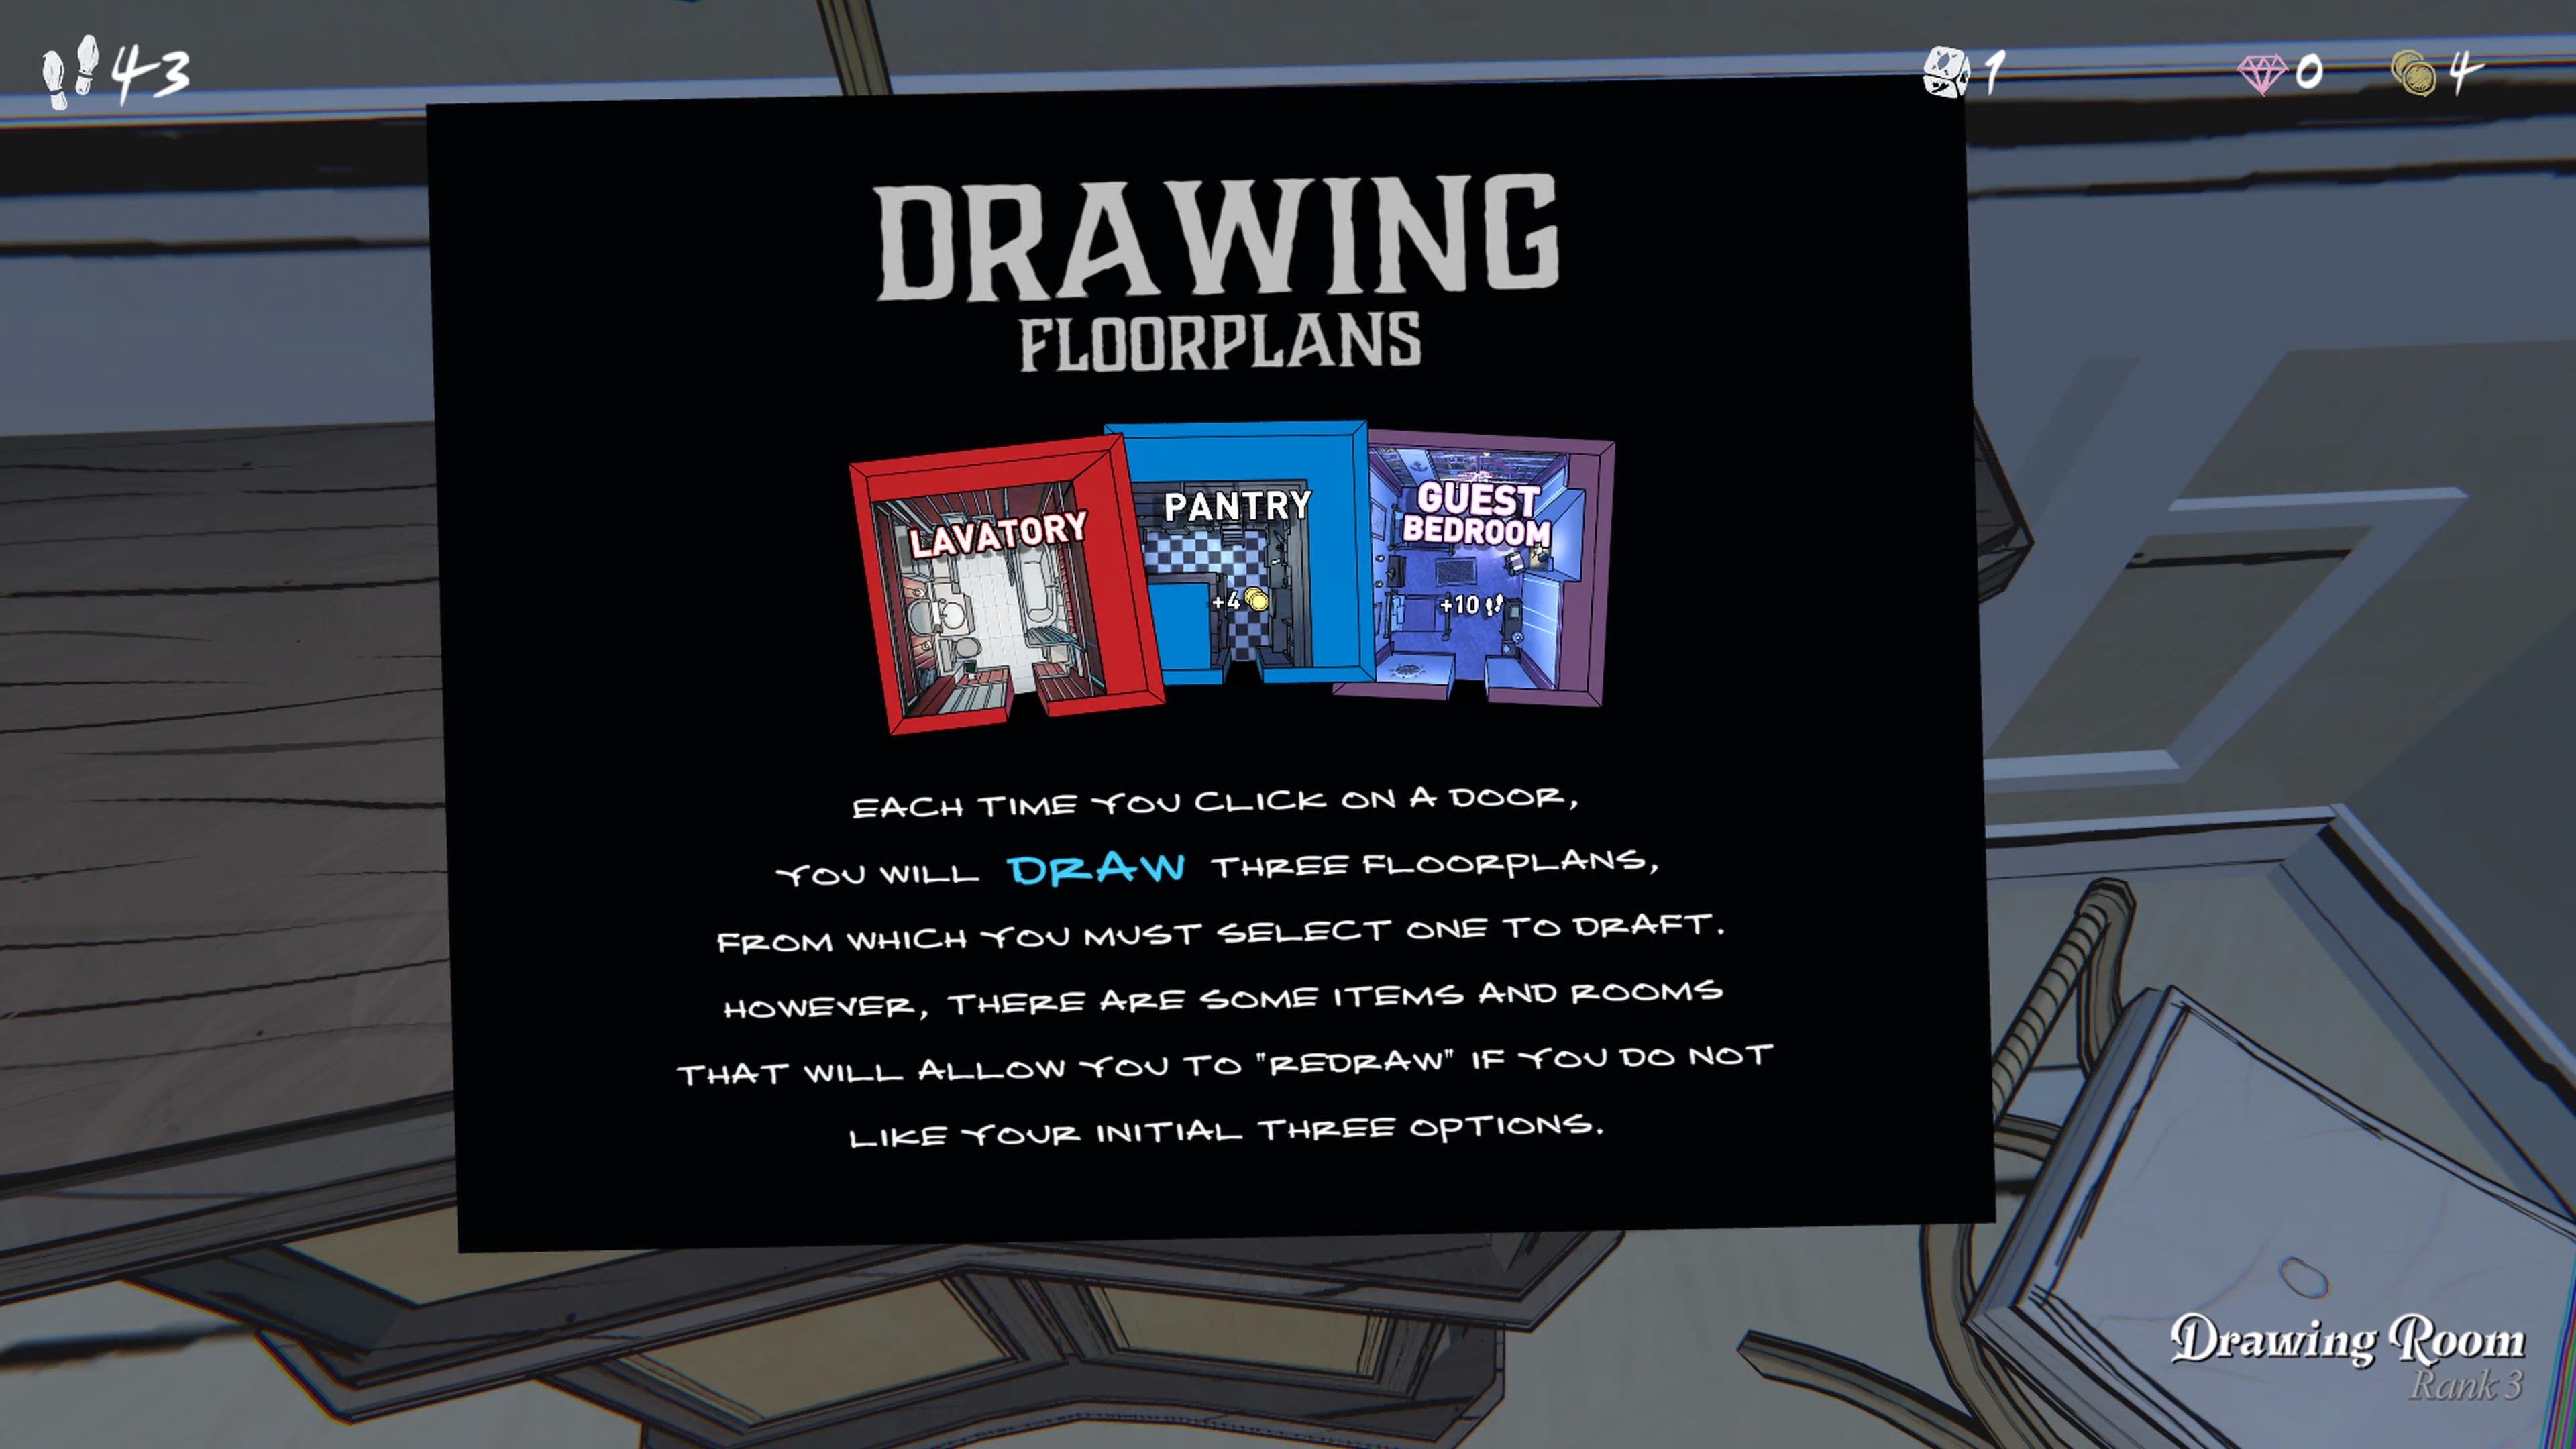 43
1
0
4
DRAWING
FLOORPLANS
LAVATORY
PANTRY
+4
GUEST
BEDROOM
+10
EACH TIME YOU CLICK ON A DOOR,
YOU WILL DRAW THREE FLOORPLANS,
FROM WHICH YOU MUST SELECT ONE TO DRAFT.
HOWEVER, THERE ARE SOME ITEMS AND ROOMS
THAT WILL ALLOW YOU TO "REDRAW" IF YOU DO NOT
LIKE YOUR INITIAL THREE OPTIONS.
Drawing Room
Rank 3